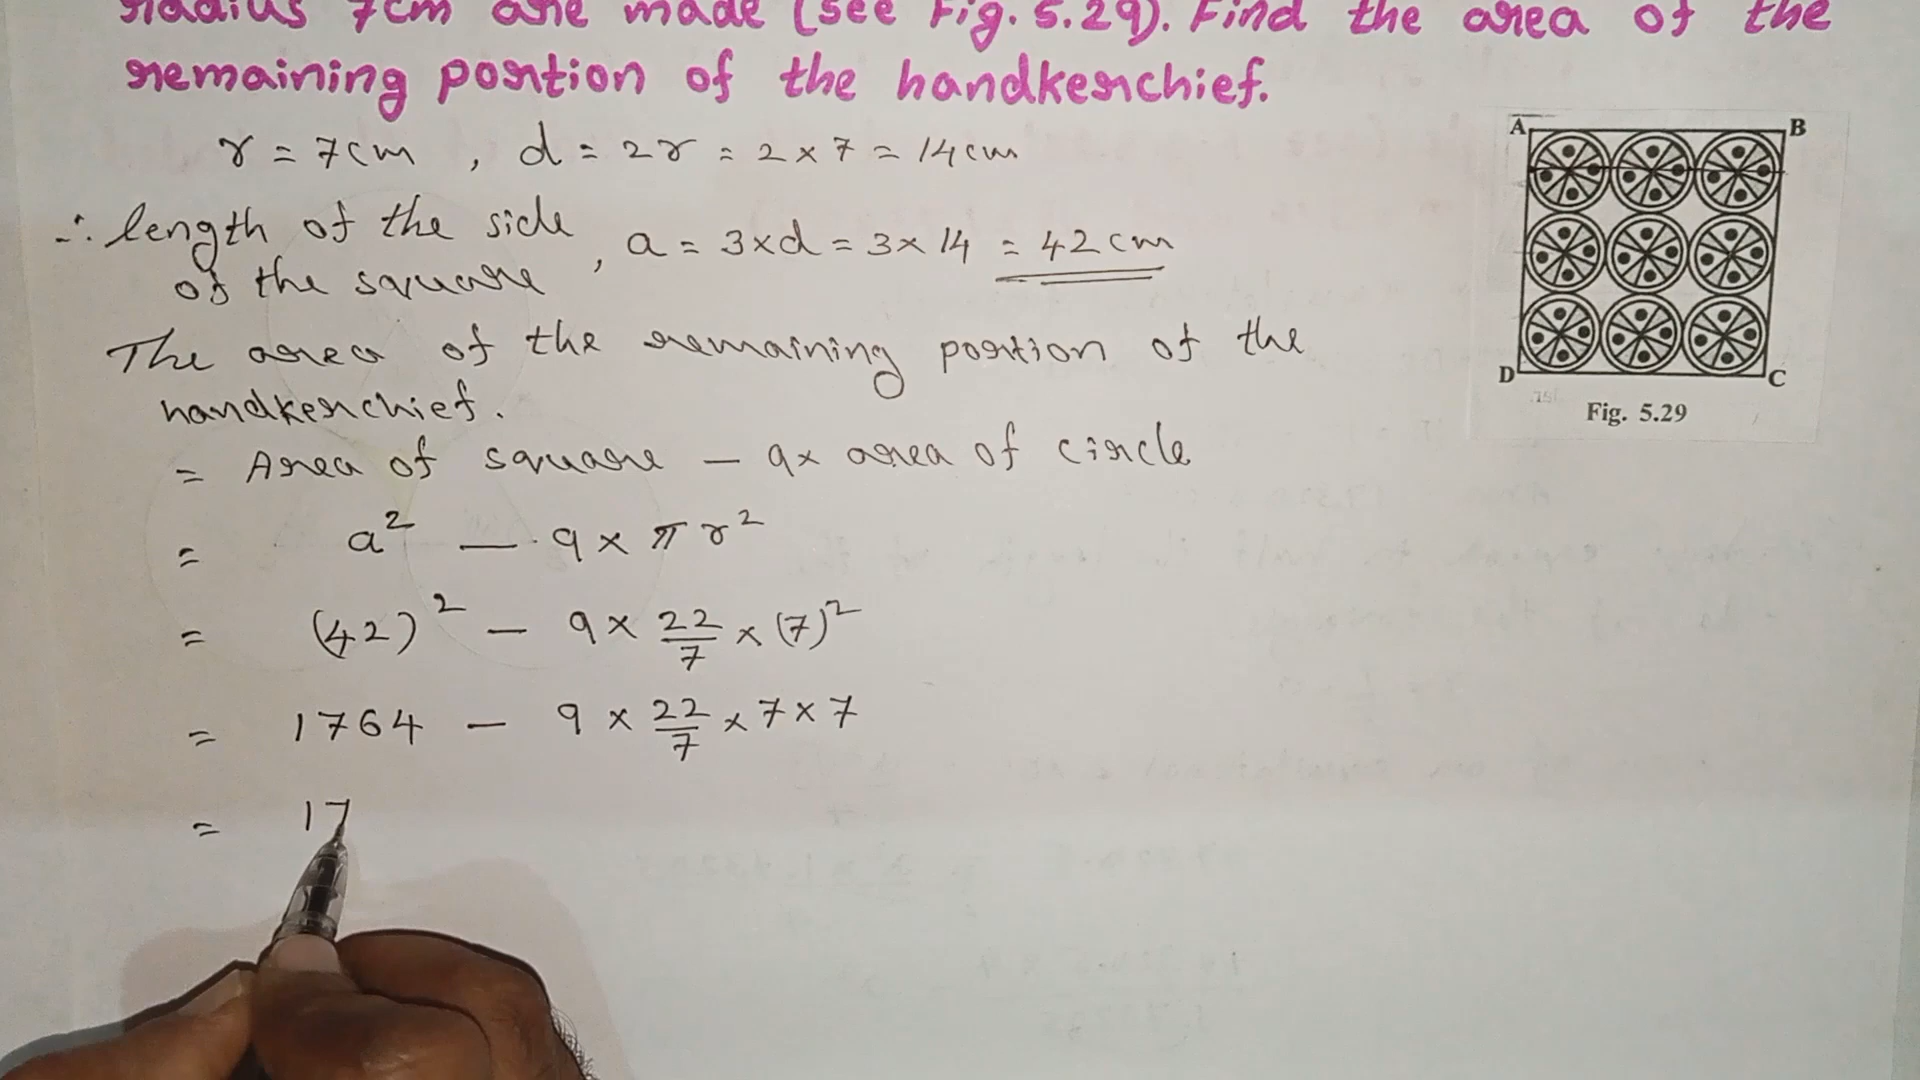 radius 7cm are made (see Fig. 5.29). Find the area of the
remaining portion of the handkerchief.
r = 7cm , d = 2r = 2 × 7 = 14cm
∴ length of the side
of the square , a = 3×d = 3× 14 = 42 cm
The area of the remaining portion of the
handkerchief.
= Area of square — 9× area of circle
= a² — 9 × π r²
= (42)² — 9 × 22/7 × (7)²
= 1764 — 9 × 22/7 × 7 × 7
= 17
A B
D C
Fig. 5.29